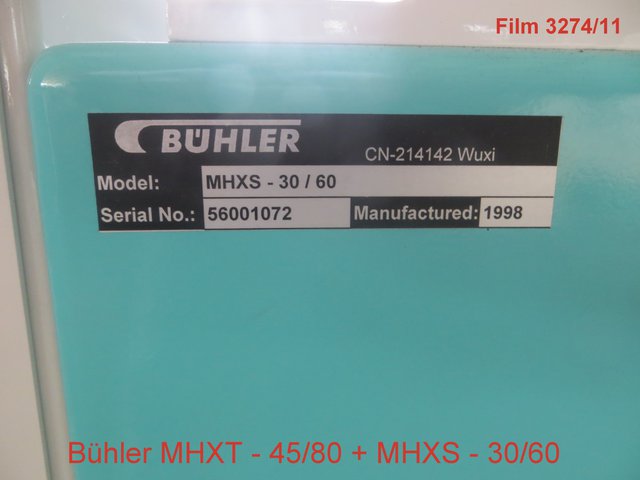 Film 3274/11
BÜHLER
CN-214142 Wuxi
Model: MHXS - 30 / 60
Serial No.: 56001072 Manufactured: 1998
Bühler MHXT - 45/80 + MHXS - 30/60